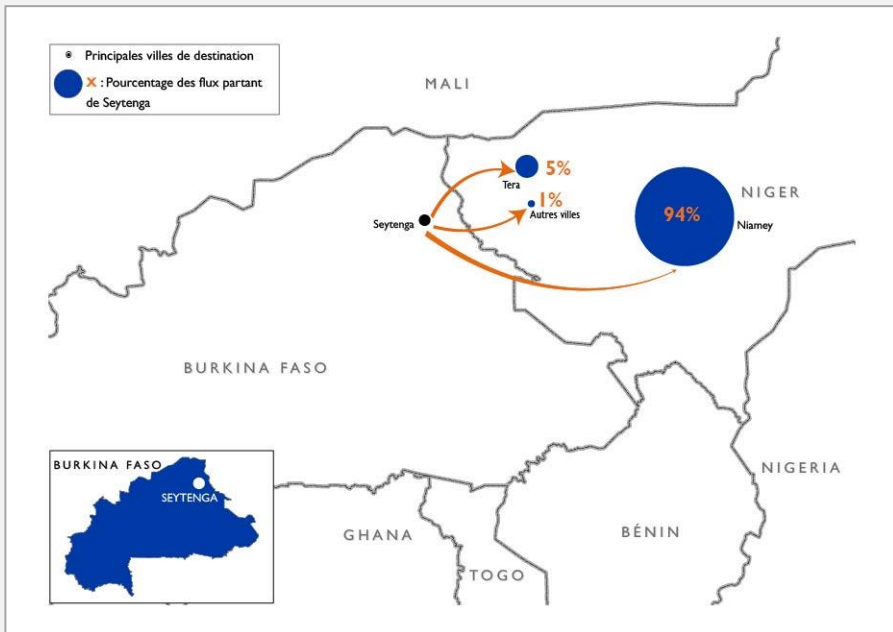 Principales villes de destination
X : Pourcentage des flux partant
de Seytenga
MALI
5%
Tera
1%
Autres villes
Seytenga
NIGER
94%
Niamey
BURKINA FASO
BURKINA FASO
SEYTENGA
NIGERIA
GHANA
BÉNIN
TOGO